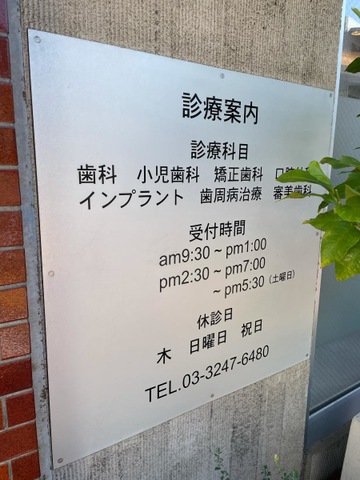 診療案内
診療科目
歯科 小児歯科 矯正歯科
インプラント 歯周病治療 審美歯科
受付時間
am9:30～pm1:00
pm2:30～pm7:00
～pm5:30（土曜日）
休診日
木 日曜日 祝日
TEL.03-3247-6480